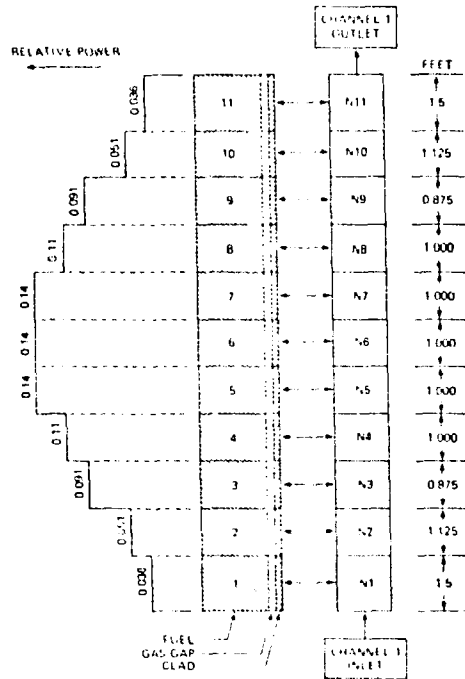 CHANNEL 1
OUTLET
RELATIVE POWER
FEET
0.036
11
N11
1.5
0.051
10
N10
1.125
0.091
9
N9
0.875
0.11
8
N8
1.000
0.14
7
N7
1.000
0.14
6
N6
1.000
0.14
5
N5
1.000
0.11
4
N4
1.000
0.091
3
N3
0.875
2
N2
1.125
1
N1
1.5
FUEL
GAS GAP
CLAD
CHANNEL 1
INLET